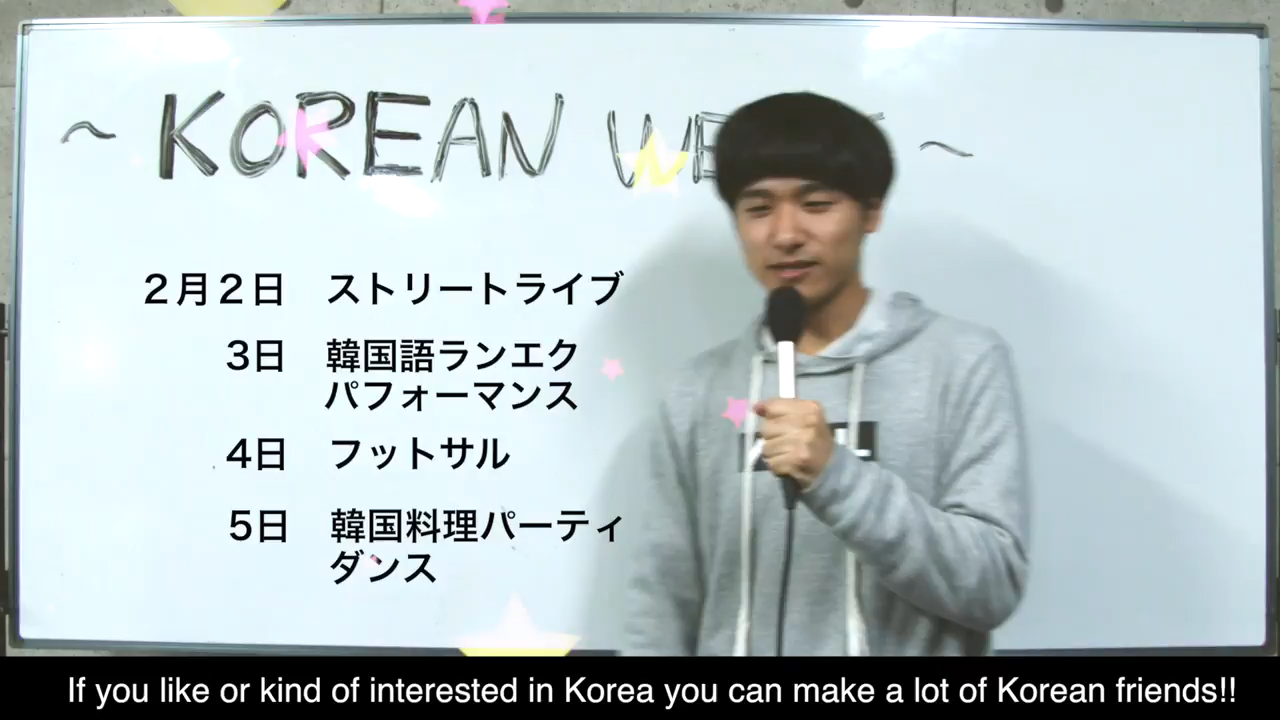 ~ KOREAN WE ~
２月２日 ストリートライブ
3日 韓国語ランエク
パフォーマンス
4日 フットサル
5日 韓国料理パーティ
ダンス
If you like or kind of interested in Korea you can make a lot of Korean friends!!